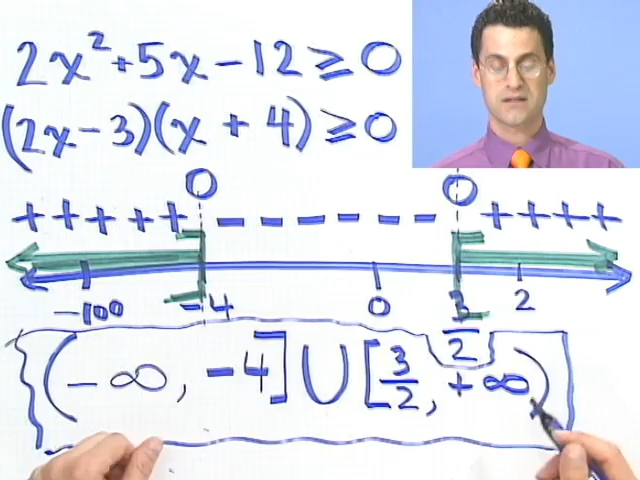 2x²+5x-12≥0
(2x-3)(x+4)≥0
0 0
+++++ ------ ++++
-100 -4 0 3/2 2
(-∞, -4] ∪ [3/2, +∞)